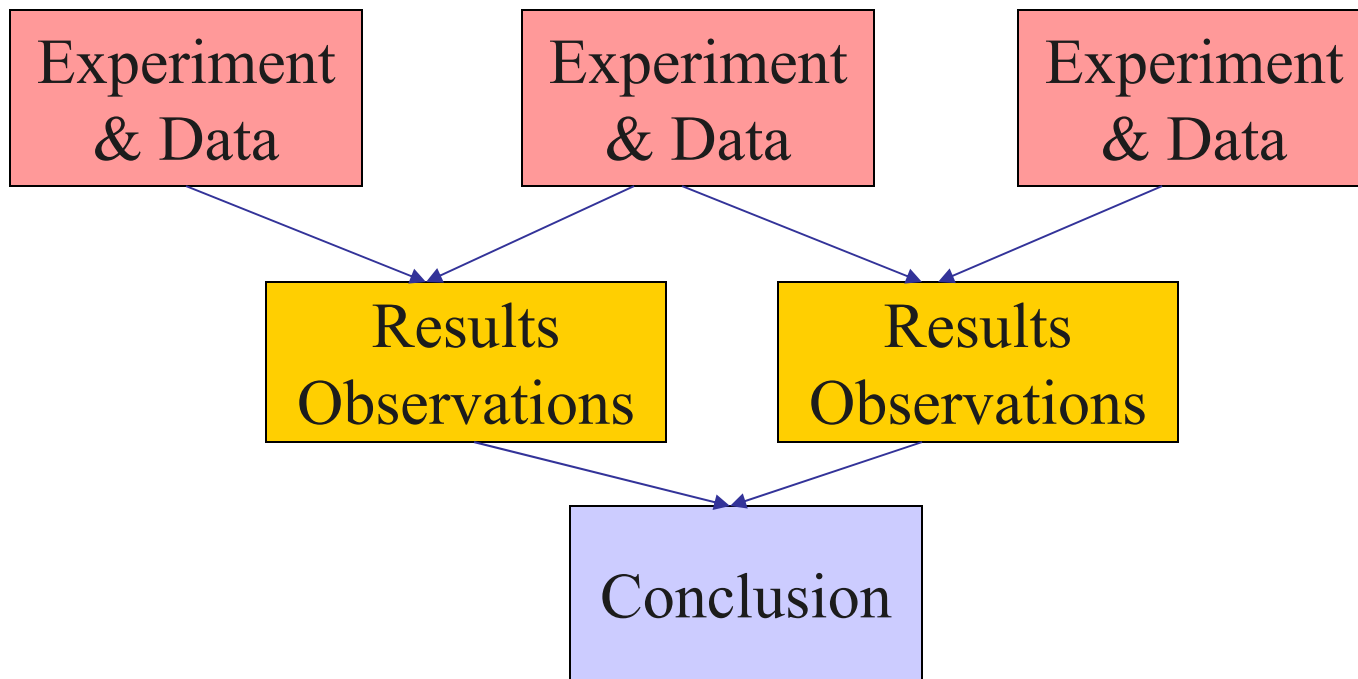 Experiment
& Data
Experiment
& Data
Experiment
& Data
Results
Observations
Results
Observations
Conclusion